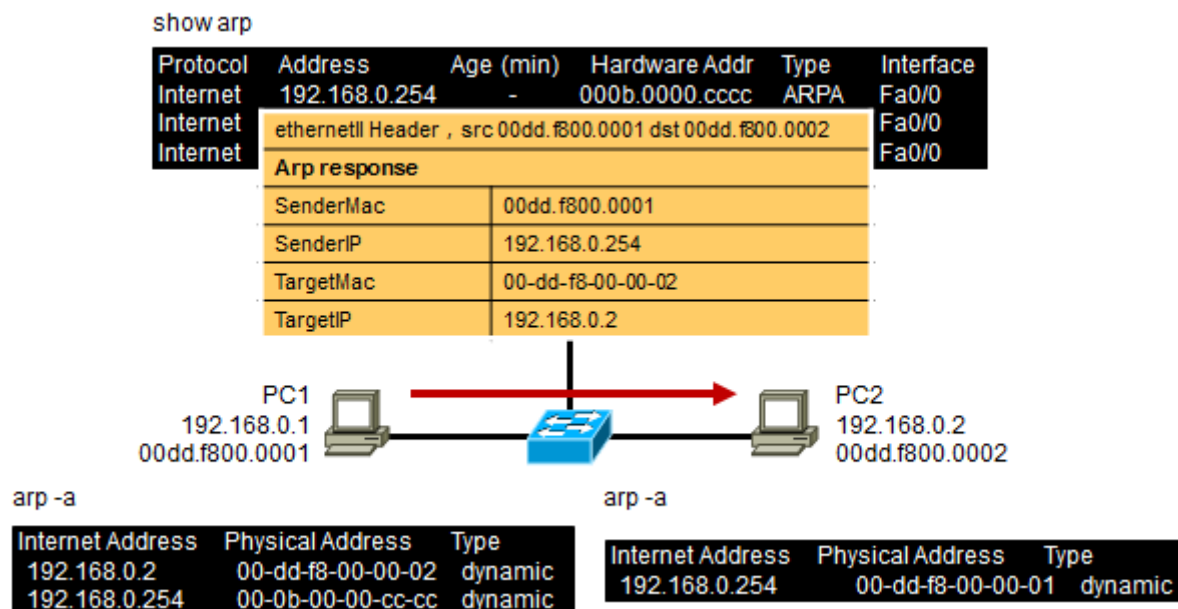 show arp
Protocol Address Age (min) Hardware Addr Type Interface
Internet 192.168.0.254 - 000b.0000.cccc ARPA Fa0/0
Internet Fa0/0
Internet Fa0/0
ethernetII Header , src 00dd.f800.0001 dst 00dd.f800.0002
Arp response
SenderMac 00dd.f800.0001
SenderIP 192.168.0.254
TargetMac 00-dd-f8-00-00-02
TargetIP 192.168.0.2
PC1
192.168.0.1
00dd.f800.0001
PC2
192.168.0.2
00dd.f800.0002
arp -a
Internet Address Physical Address Type
192.168.0.2 00-dd-f8-00-00-02 dynamic
192.168.0.254 00-0b-00-00-cc-cc dynamic
arp -a
Internet Address Physical Address Type
192.168.0.254 00-dd-f8-00-00-01 dynamic